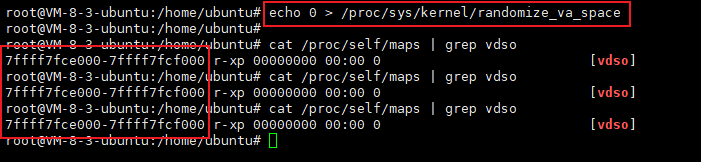 root@VM-8-3-ubuntu:/home/ubuntu# echo 0 > /proc/sys/kernel/randomize_va_space
root@VM-8-3-ubuntu:/home/ubuntu#
root@VM-8-3-ubuntu:/home/ubuntu# cat /proc/self/maps | grep vdso
7ffff7fce000-7ffff7fcf000 r-xp 00000000 00:00 0 [vdso]
root@VM-8-3-ubuntu:/home/ubuntu# cat /proc/self/maps | grep vdso
7ffff7fce000-7ffff7fcf000 r-xp 00000000 00:00 0 [vdso]
root@VM-8-3-ubuntu:/home/ubuntu# cat /proc/self/maps | grep vdso
7ffff7fce000-7ffff7fcf000 r-xp 00000000 00:00 0 [vdso]
root@VM-8-3-ubuntu:/home/ubuntu#